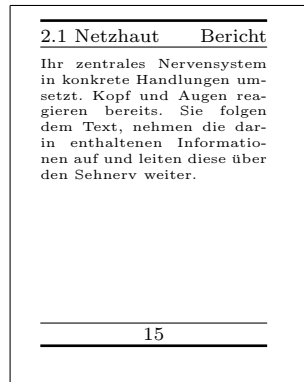 2.1 Netzhaut Bericht
Ihr zentrales Nervensystem
in konkrete Handlungen um-
setzt. Kopf und Augen rea-
gieren bereits. Sie folgen
dem Text, nehmen die dar-
in enthaltenen Informatio-
nen auf und leiten diese über
den Sehnerv weiter.
15